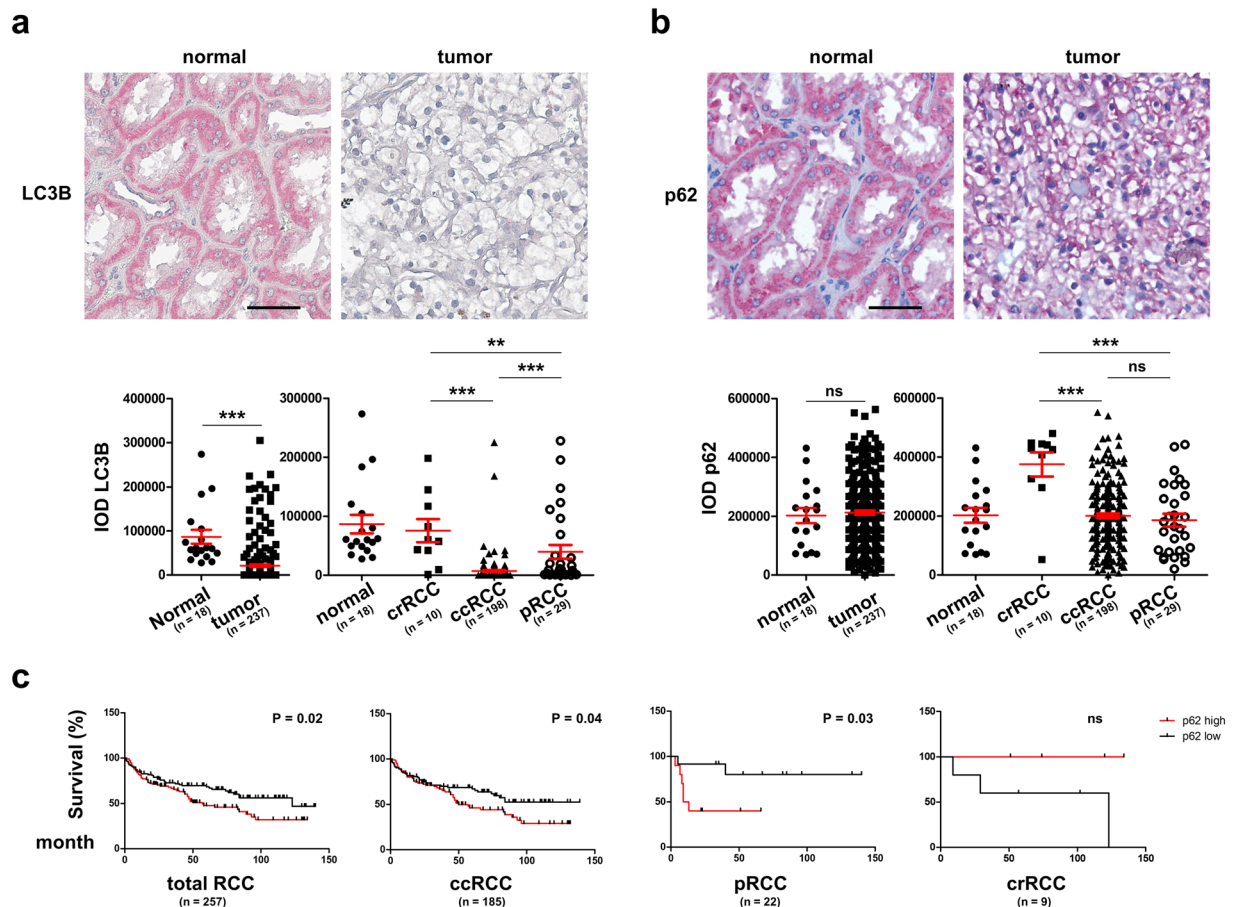 a
b
normal
tumor
normal
tumor
LC3B
p62
**
***
***
***
***
ns
***
ns
IOD LC3B
400000
300000
200000
100000
0
Normal
(n = 18)
tumor
(n = 237)
300000
200000
100000
0
normal
(n = 18)
crRCC
(n = 10)
ccRCC
(n = 198)
pRCC
(n = 29)
IOD p62
600000
400000
200000
0
normal
(n = 18)
tumor
(n = 237)
600000
400000
200000
0
normal
(n = 18)
crRCC
(n = 10)
ccRCC
(n = 198)
pRCC
(n = 29)
c
Survival (%)
month
150
100
50
0
0 50 100 150
P = 0.02
total RCC
(n = 257)
150
100
50
0
0 50 100 150
P = 0.04
ccRCC
(n = 185)
150
100
50
0
0 50 100 150
P = 0.03
pRCC
(n = 22)
150
100
50
0
0 50 100 150
ns
crRCC
(n = 9)
p62 high
p62 low